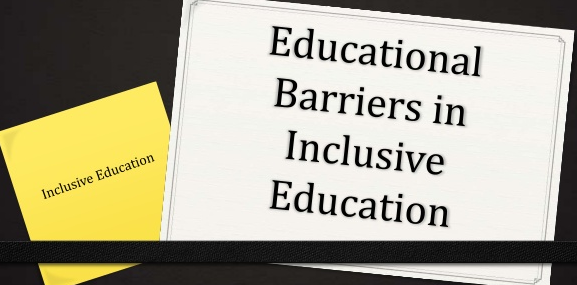 Educational
Barriers in
Inclusive
Education
Inclusive Education